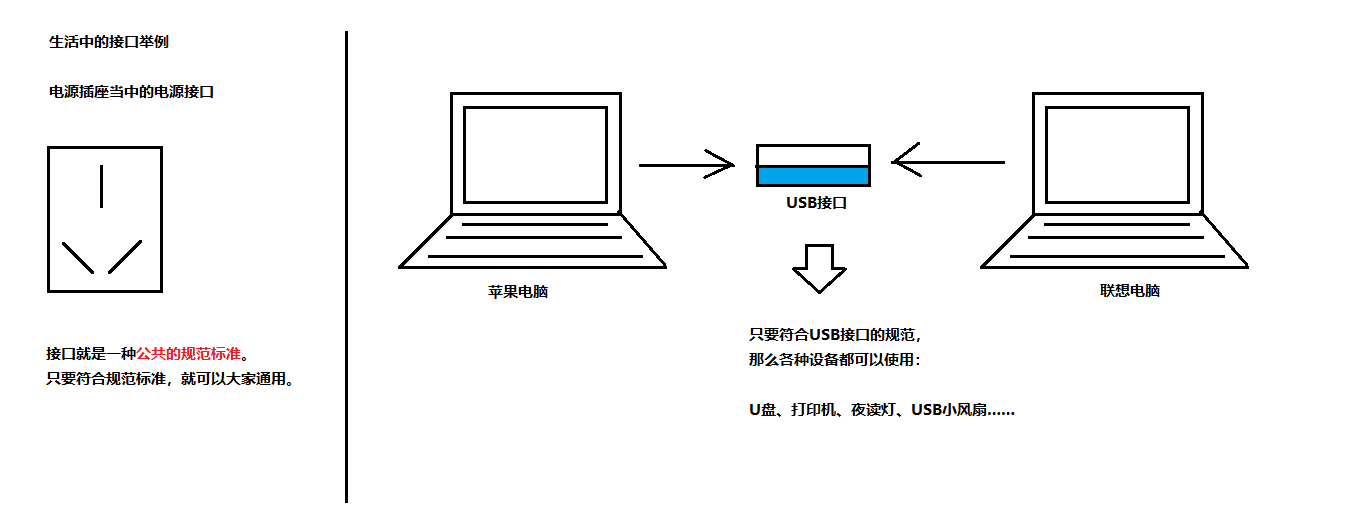 生活中的接口举例
电源插座当中的电源接口
接口就是一种公共的规范标准。
只要符合规范标准，就可以大家通用。
苹果电脑
USB接口
联想电脑
只要符合USB接口的规范，
那么各种设备都可以使用：
U盘、打印机、夜读灯、USB小风扇……